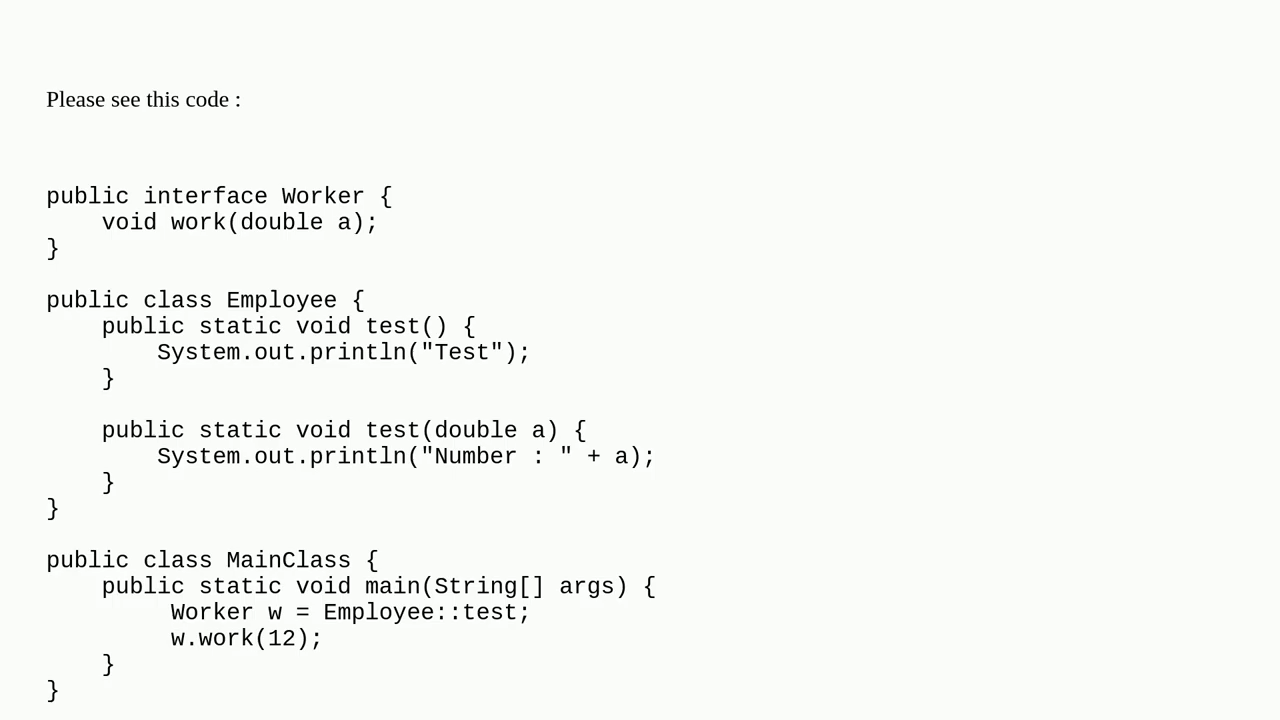 Please see this code :
public interface Worker {
    void work(double a);
}
public class Employee {
    public static void test() {
        System.out.println("Test");
    }
    public static void test(double a) {
        System.out.println("Number : " + a);
    }
}
public class MainClass {
    public static void main(String[] args) {
         Worker w = Employee::test;
         w.work(12);
    }
}